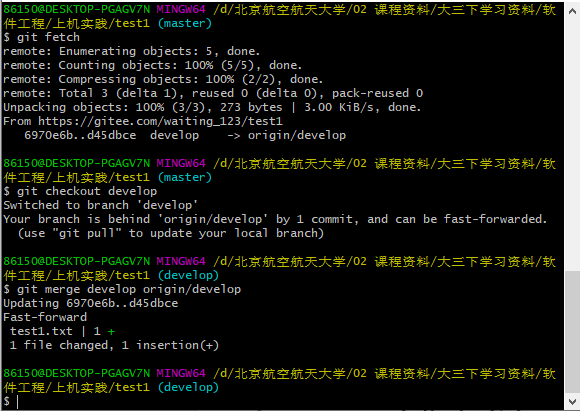 86150@DESKTOP-PGAGV7N MINGW64 /d/北京航空航天大学/02 课程资料/大三下学习资料/软
件工程/上机实践/test1 (master)
$ git fetch
remote: Enumerating objects: 5, done.
remote: Counting objects: 100% (5/5), done.
remote: Compressing objects: 100% (2/2), done.
remote: Total 3 (delta 1), reused 0 (delta 0), pack-reused 0
Unpacking objects: 100% (3/3), 273 bytes | 3.00 KiB/s, done.
From https://gitee.com/waiting_123/test1
   6970e6b..d45dbce  develop    -> origin/develop
86150@DESKTOP-PGAGV7N MINGW64 /d/北京航空航天大学/02 课程资料/大三下学习资料/软
件工程/上机实践/test1 (master)
$ git checkout develop
Switched to branch 'develop'
Your branch is behind 'origin/develop' by 1 commit, and can be fast-forwarded.
  (use "git pull" to update your local branch)
86150@DESKTOP-PGAGV7N MINGW64 /d/北京航空航天大学/02 课程资料/大三下学习资料/软
件工程/上机实践/test1 (develop)
$ git merge develop origin/develop
Updating 6970e6b..d45dbce
Fast-forward
 test1.txt | 1 +
 1 file changed, 1 insertion(+)
86150@DESKTOP-PGAGV7N MINGW64 /d/北京航空航天大学/02 课程资料/大三下学习资料/软
件工程/上机实践/test1 (develop)
$